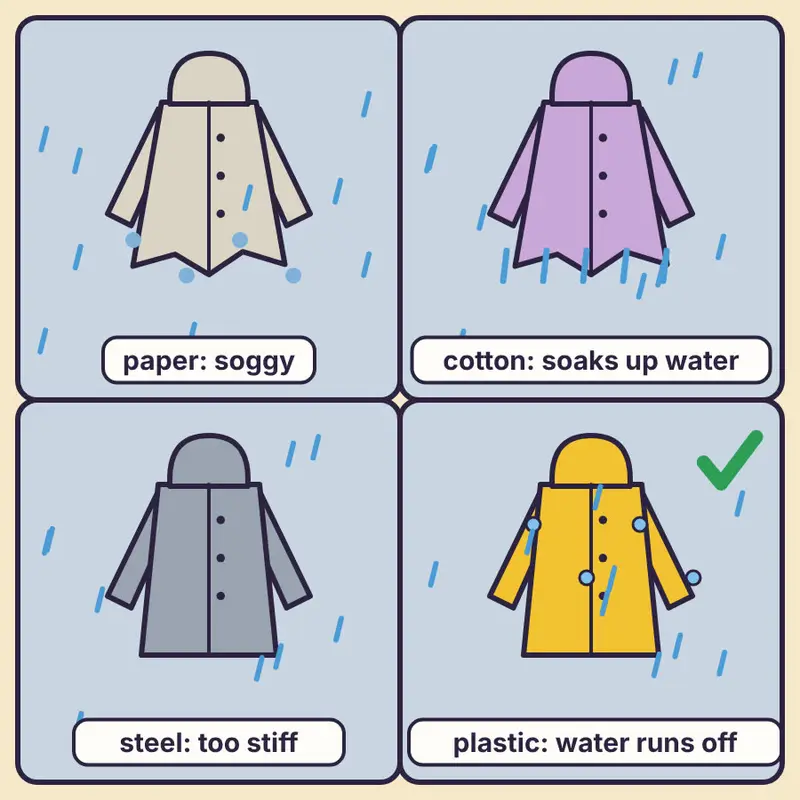 paper: soggy
cotton: soaks up water
steel: too stiff
plastic: water runs off